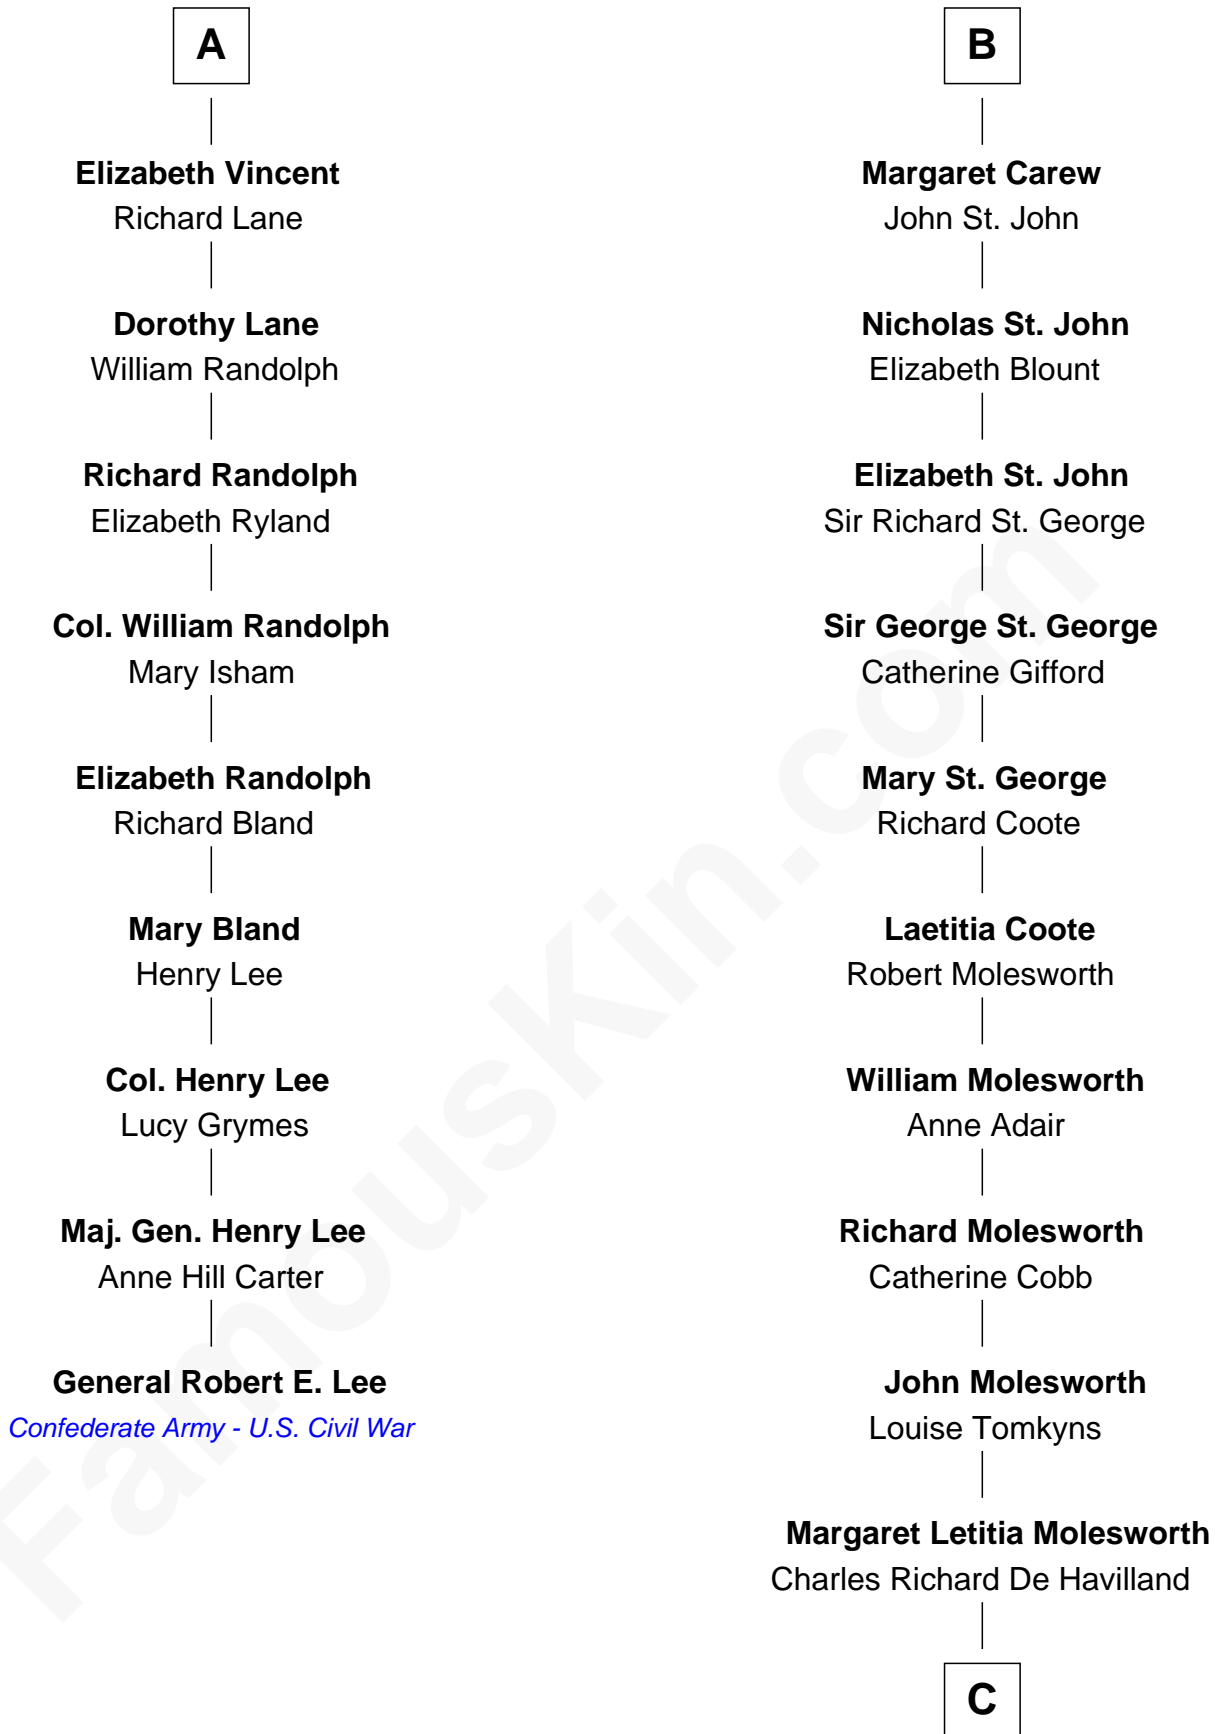 A
Elizabeth Vincent
Richard Lane
Dorothy Lane
William Randolph
Richard Randolph
Elizabeth Ryland
Col. William Randolph
Mary Isham
Elizabeth Randolph
Richard Bland
Mary Bland
Henry Lee
Col. Henry Lee
Lucy Grymes
Maj. Gen. Henry Lee
Anne Hill Carter
General Robert E. Lee
Confederate Army - U.S. Civil War
B
Margaret Carew
John St. John
Nicholas St. John
Elizabeth Blount
Elizabeth St. John
Sir Richard St. George
Sir George St. George
Catherine Gifford
Mary St. George
Richard Coote
Laetitia Coote
Robert Molesworth
William Molesworth
Anne Adair
Richard Molesworth
Catherine Cobb
John Molesworth
Louise Tomkyns
Margaret Letitia Molesworth
Charles Richard De Havilland
C
FamousKin.com